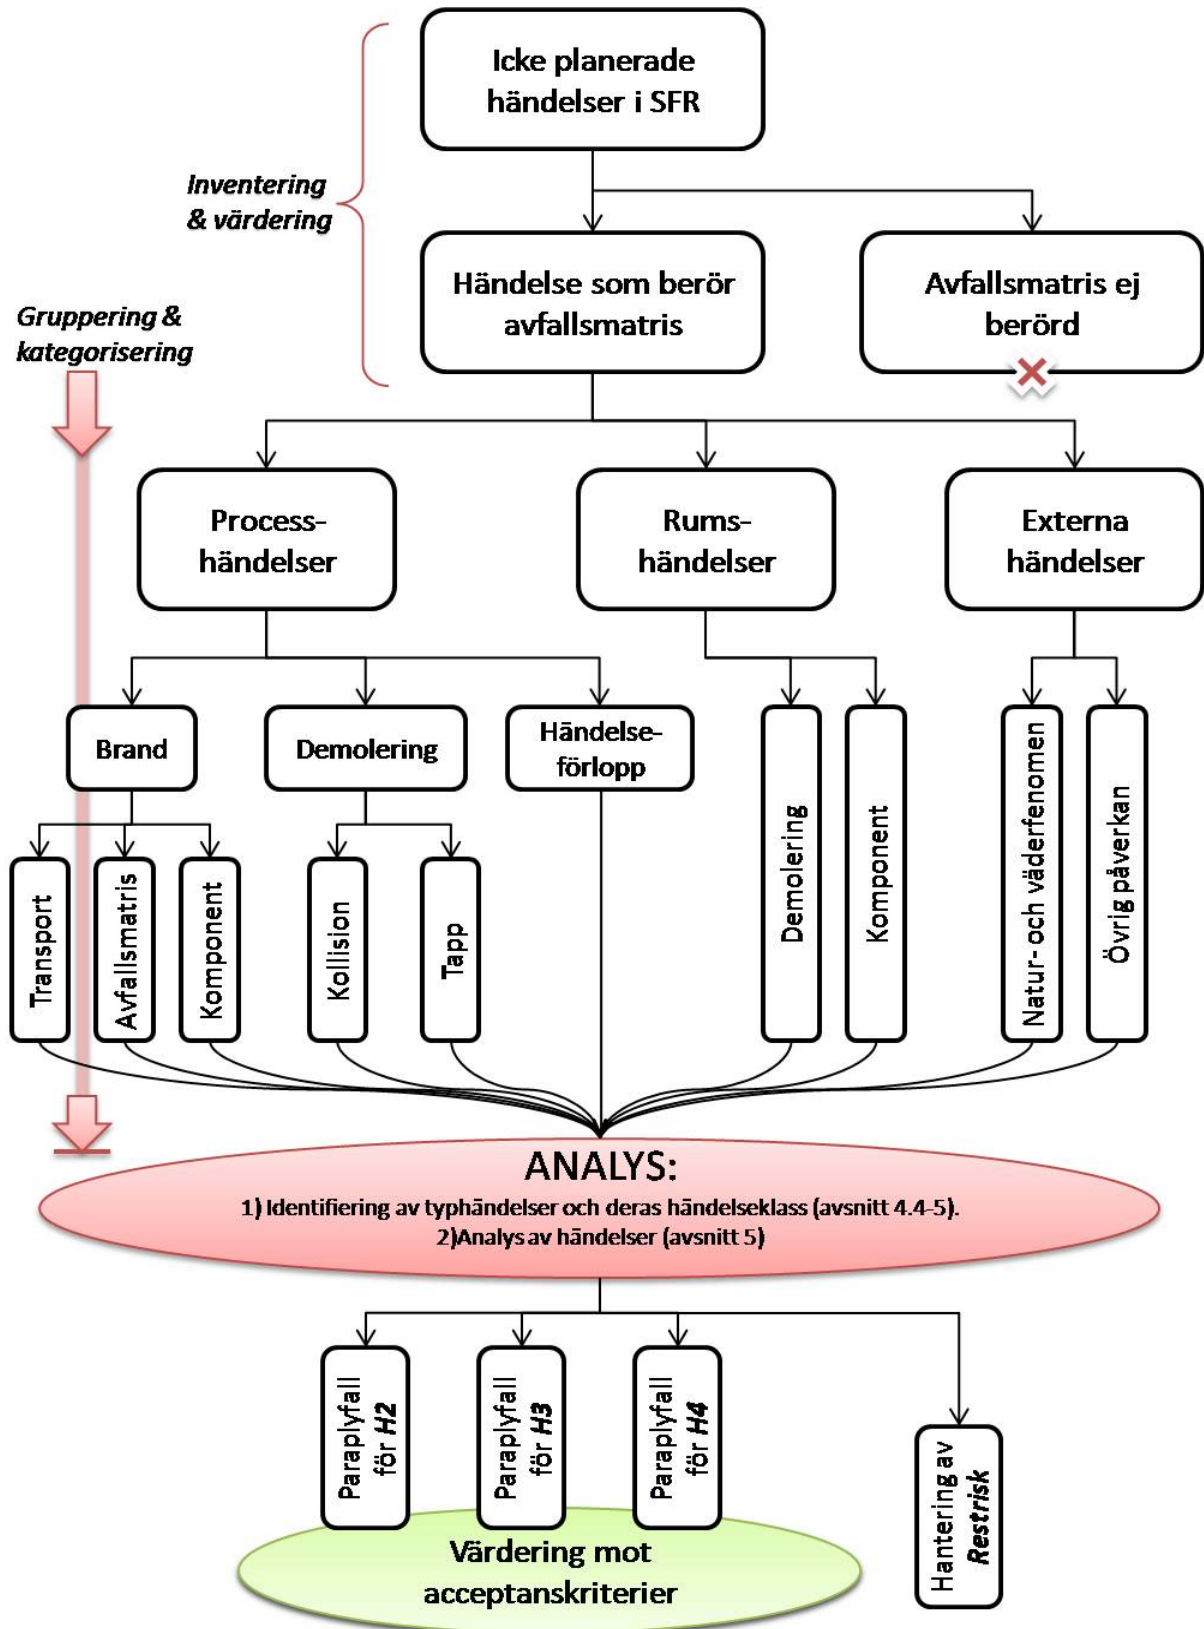 Icke planerade
händelser i SFR
Inventering
& värdering
Händelse som berör
avfallsmatris
Avfallsmatris ej
berörd
Gruppering &
kategorisering
Process-
händelser
Rums-
händelser
Externa
händelser
Brand
Demolering
Händelse-
förlopp
Transport
Avfallsmatris
Komponent
Kollision
Tapp
Demolering
Komponent
Natur- och väderfenomen
Övrig påverkan
ANALYS:
1) Identifiering av typhändelser och deras händelseklass (avsnitt 4.4-5).
2)Analys av händelser (avsnitt 5)
Paraplyfall
för H2
Paraplyfall
för H3
Paraplyfall
för H4
Hantering av
Restrisk
Värdering mot
acceptanskriterier